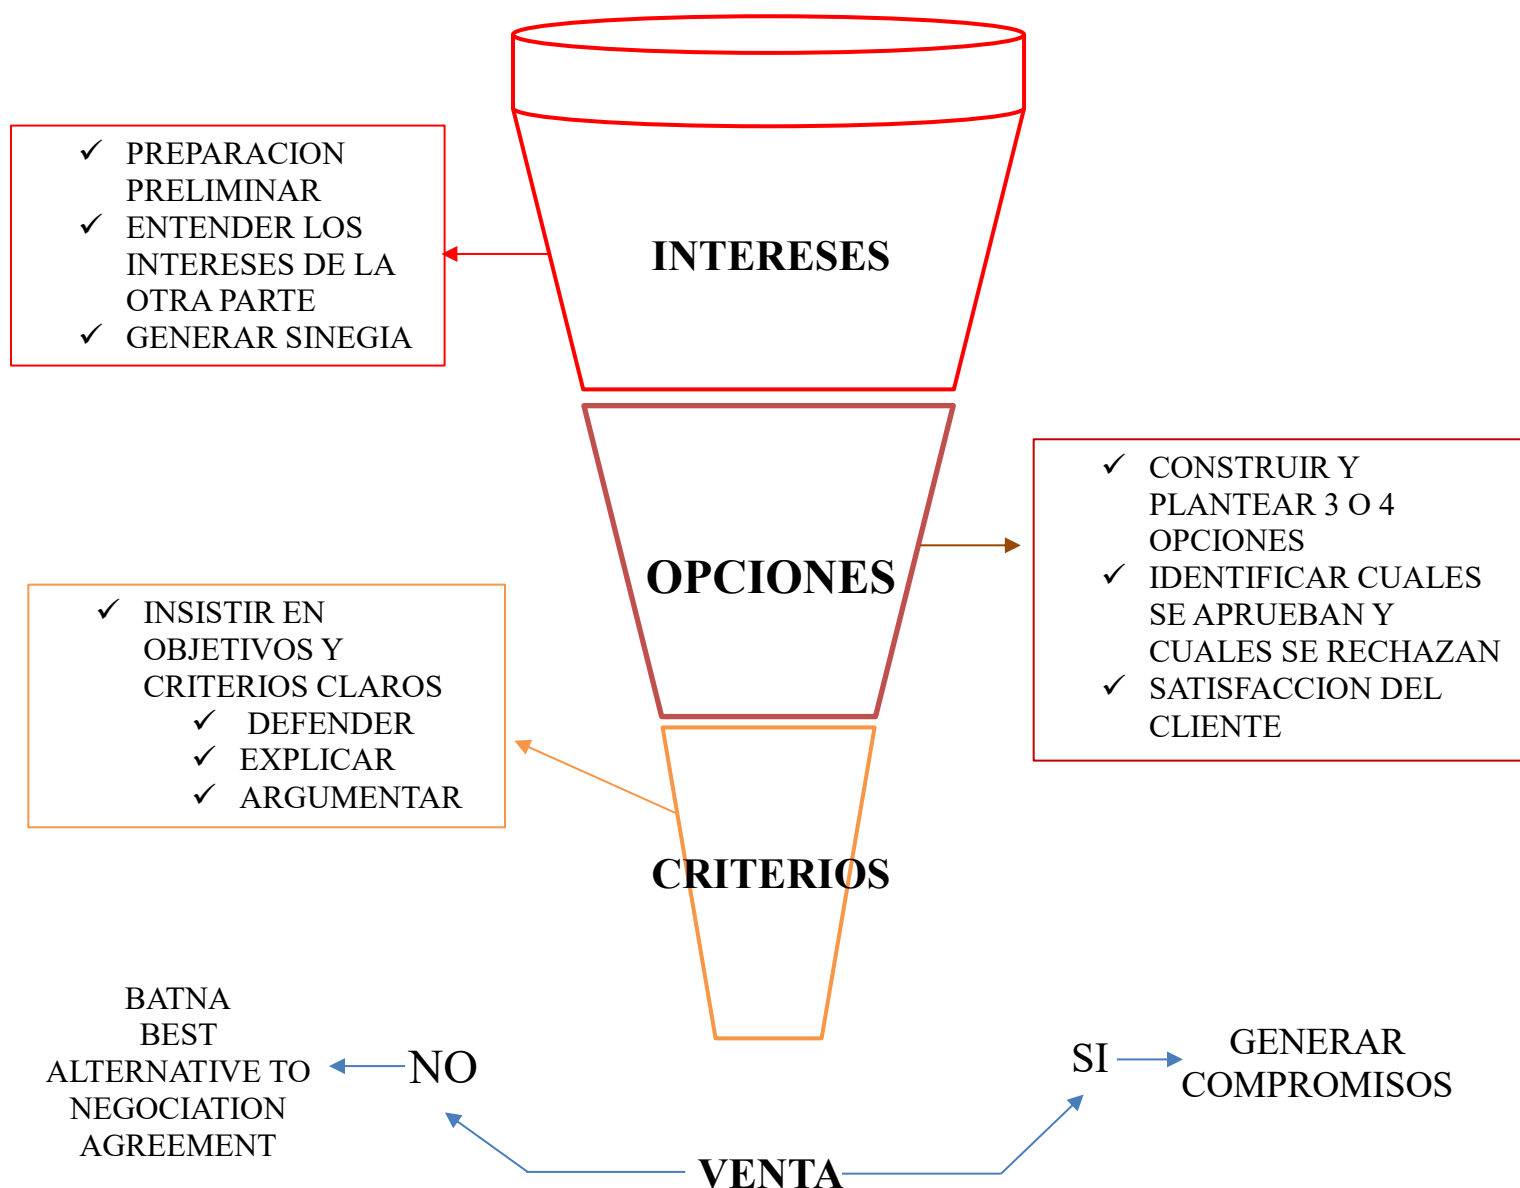 INTERESES
✓ PREPARACION
PRELIMINAR
✓ ENTENDER LOS
INTERESES DE LA
OTRA PARTE
✓ GENERAR SINEGIA
OPCIONES
✓ CONSTRUIR Y
PLANTEAR 3 O 4
OPCIONES
✓ IDENTIFICAR CUALES
SE APRUEBAN Y
CUALES SE RECHAZAN
✓ SATISFACCION DEL
CLIENTE
CRITERIOS
✓ INSISTIR EN
OBJETIVOS Y
CRITERIOS CLAROS
✓ DEFENDER
✓ EXPLICAR
✓ ARGUMENTAR
VENTA
NO
BATNA
BEST
ALTERNATIVE TO
NEGOCIATION
AGREEMENT
SI
GENERAR
COMPROMISOS